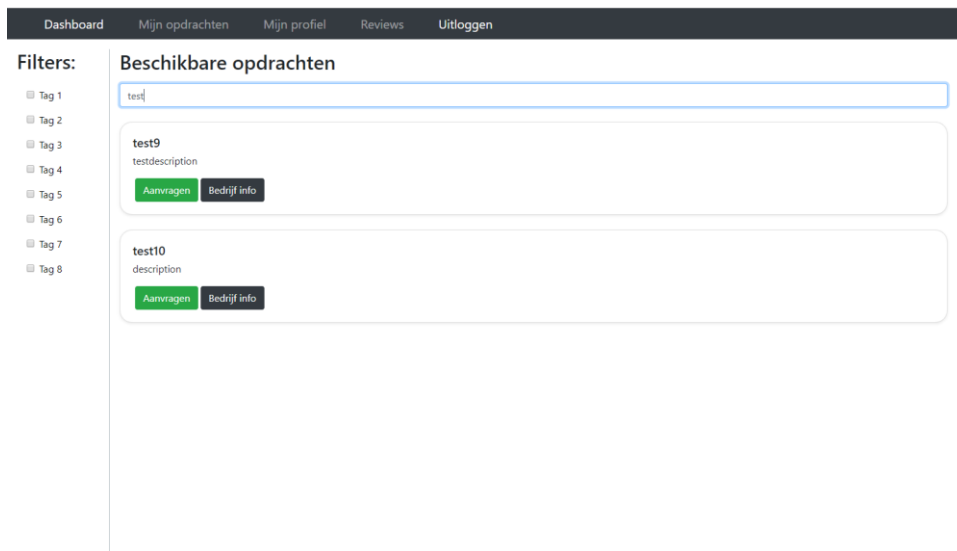 Dashboard Mijn opdrachten Mijn profiel Reviews Uitloggen
Filters:
Tag 1
Tag 2
Tag 3
Tag 4
Tag 5
Tag 6
Tag 7
Tag 8
Beschikbare opdrachten
test
test9
testdescription
Aanvragen Bedrijf info
test10
description
Aanvragen Bedrijf info